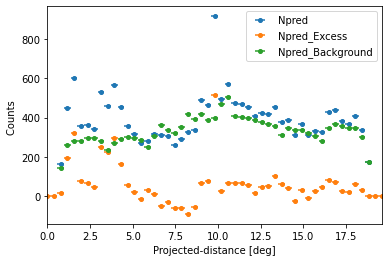 Npred
Npred_Excess
Npred_Background
Counts
800
600
400
200
0
0.0 2.5 5.0 7.5 10.0 12.5 15.0 17.5
Projected-distance [deg]